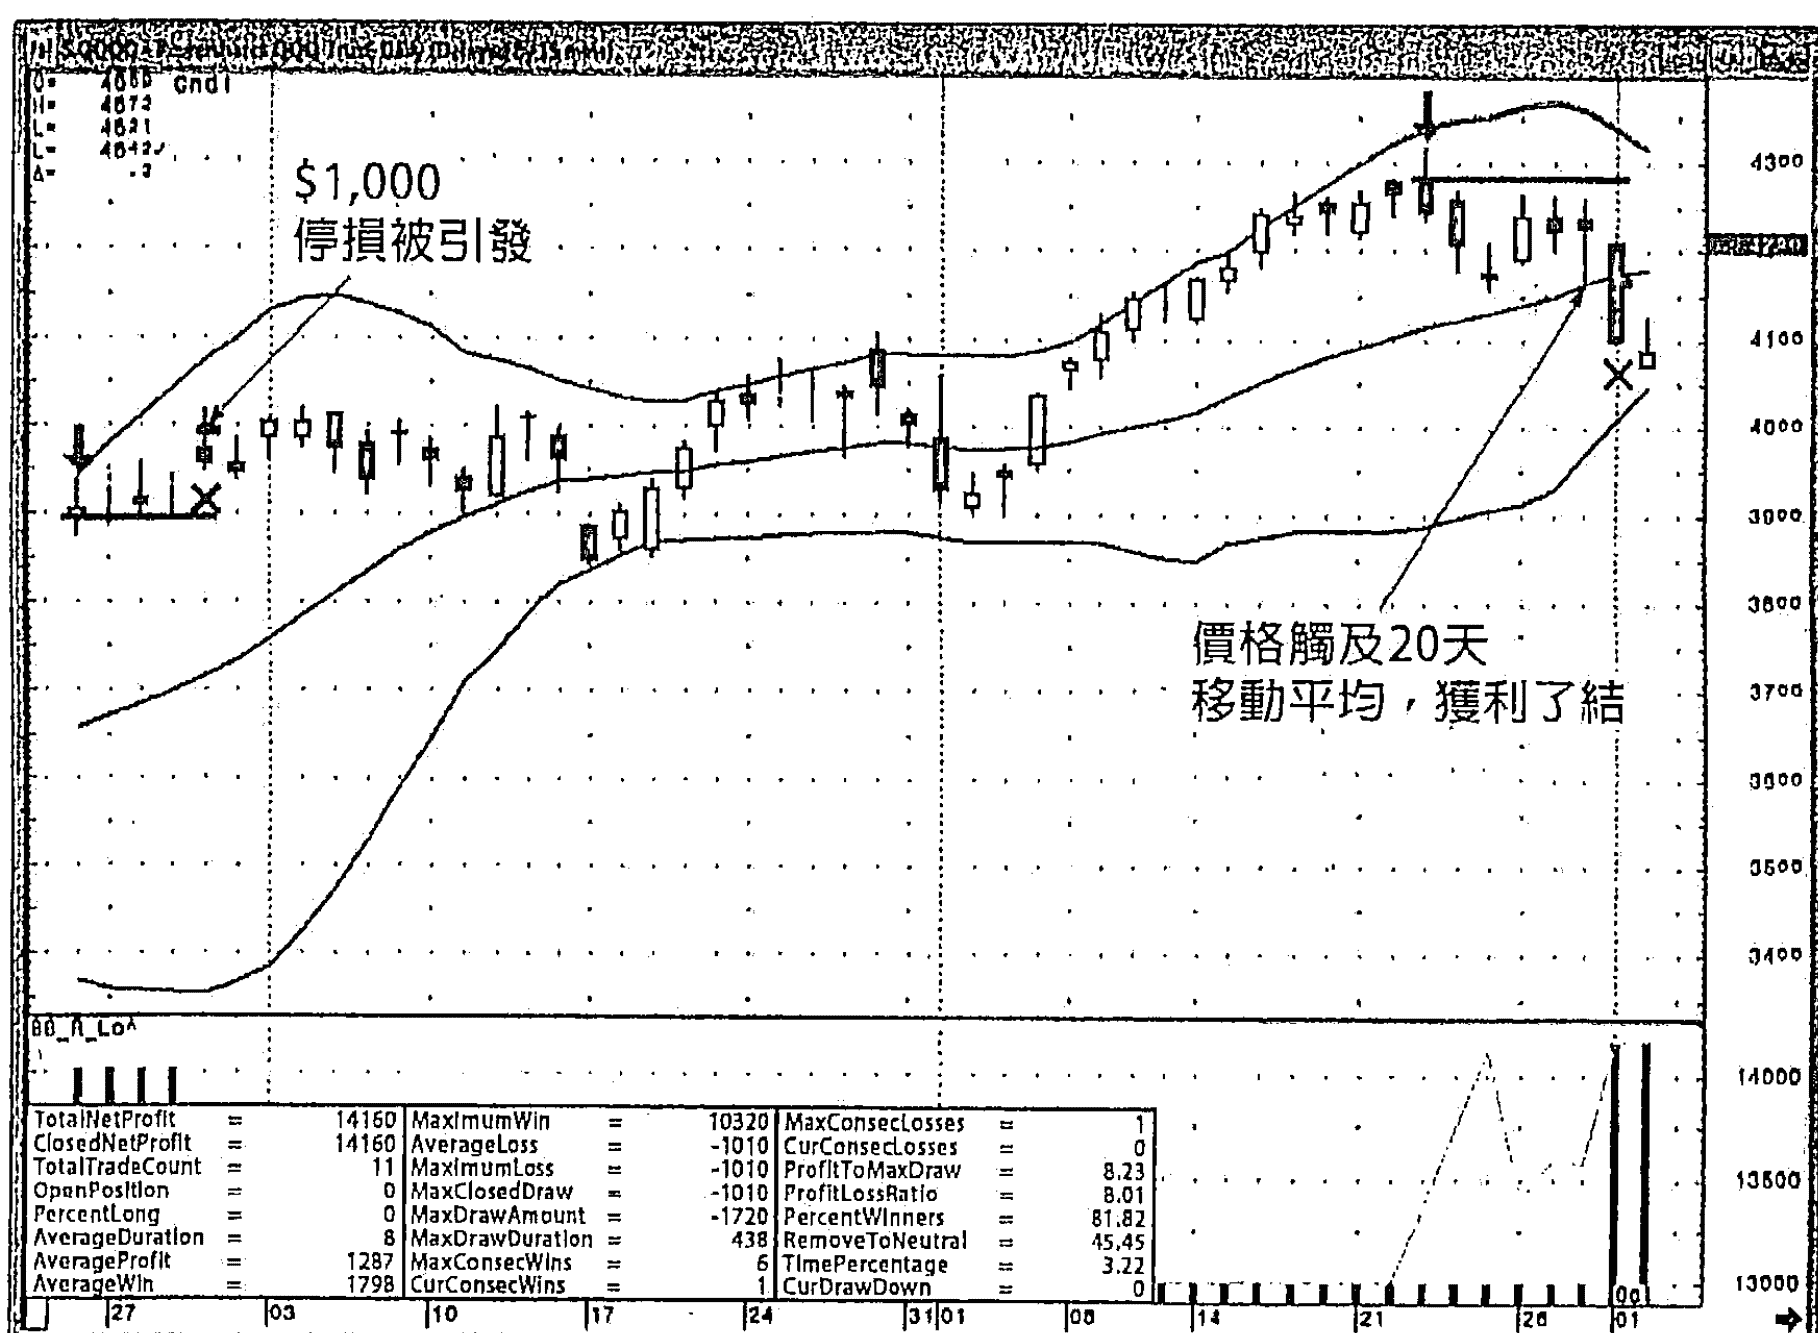 Cndl
$1,000
停損被引發
4300
4100
4000
3900
3800
價格觸及20天
移動平均，獲利了結
3700
3600
3500
3400
TotalNetProfit = 14160 MaximumWin = 10320 MaxConsecLosses = 1
ClosedNetProfit = 14160 AverageLoss = -1010 CurConsecLosses = 0
TotalTradeCount = 11 MaximumLoss = -1010 ProfitToMaxDraw = 8.23
OpenPosition = 0 MaxClosedDraw = -1010 ProfitLossRatio = 8.01
PercentLong = 0 MaxDrawAmount = -1720 PercentWinners = 81.82
AverageDuration = 8 MaxDrawDuration = 438 RemoveToNeutral = 45.45
AverageProfit = 1287 MaxConsecWins = 6 TimePercentage = 3.22
AverageWin = 1798 CurConsecWins = 1 CurDrawDown = 0
14000
13500
13000
27 03 10 17 24 31 01 08 14 21 28 01